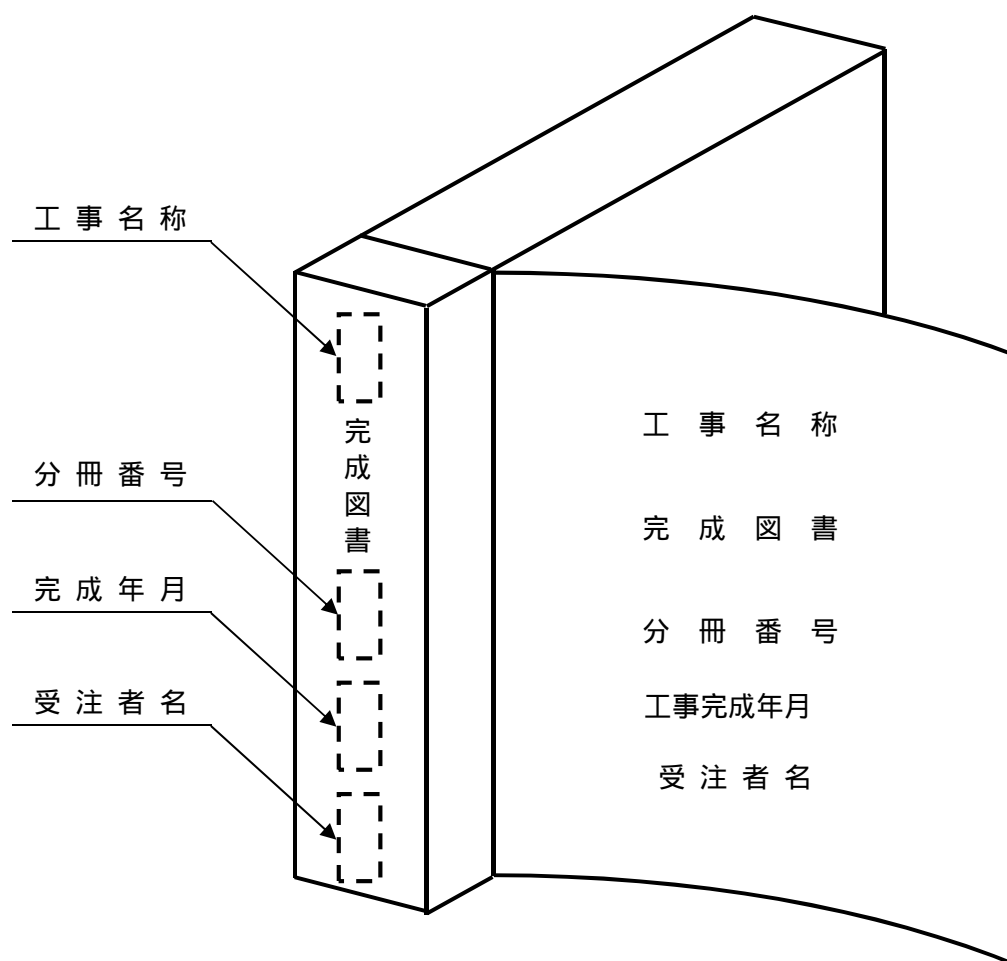 工事名称
分冊番号
完成年月
受注者名
完成図書
工事名称
完成図書
分冊番号
工事完成年月
受注者名